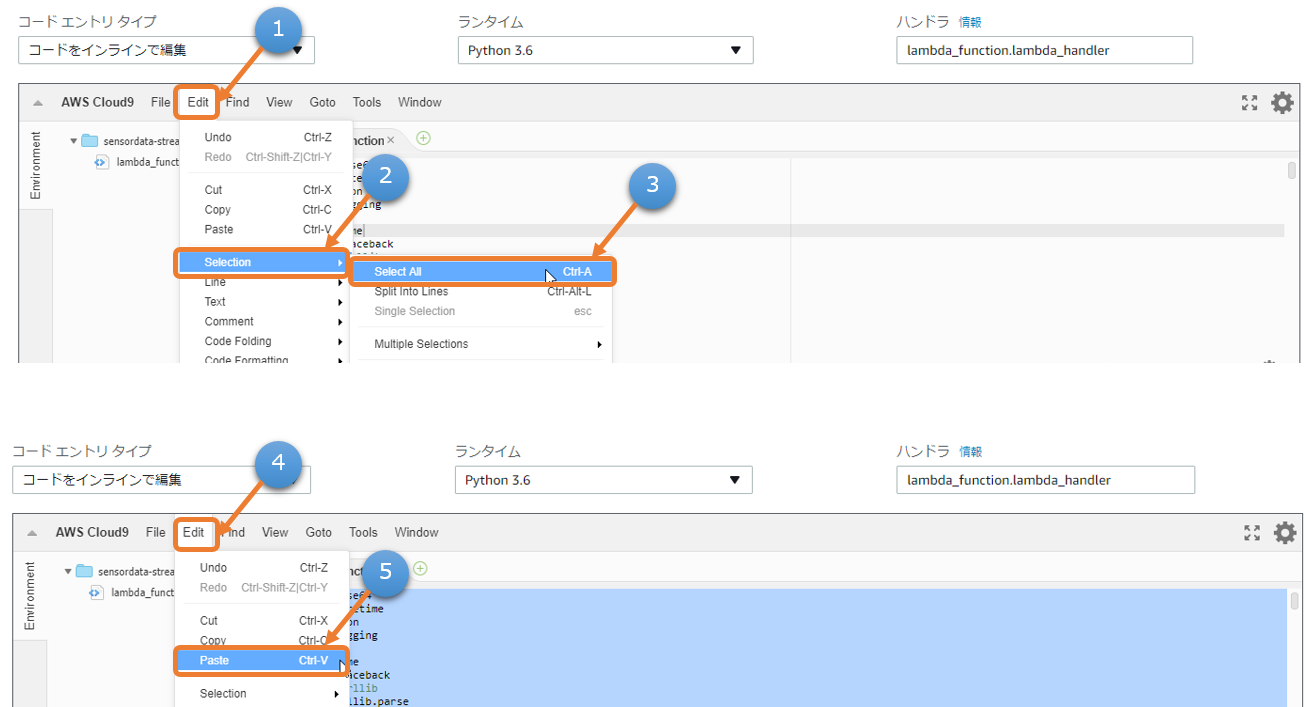 コード エントリ タイプ ランタイム ハンドラ 情報
コードをインラインで編集 Python 3.6 lambda_function.lambda_handler
1
AWS Cloud9 File Edit Find View Goto Tools Window
Environment
sensordata-strea
lambda_funct
nction
Undo Ctrl-Z
Redo Ctrl-Shift-Z|Ctrl-Y
Cut Ctrl-X
Copy Ctrl-C
Paste Ctrl-V
gging
me
aceback
2
3
Selection
Select All Ctrl-A
Line
Split Into Lines Ctrl-Alt-L
Text
Single Selection esc
Comment
Code Folding
Multiple Selections
Code Formatting
コード エントリ タイプ ランタイム ハンドラ 情報
コードをインラインで編集 Python 3.6 lambda_function.lambda_handler
4
AWS Cloud9 File Edit Find View Goto Tools Window
Environment
sensordata-strea
lambda_funct
Undo Ctrl-Z
Redo Ctrl-Shift-Z|Ctrl-Y
5
Cut Ctrl-X
Copy Ctrl-C
Paste Ctrl-V
Selection
on
gging
me
aceback
rllib
llib.parse